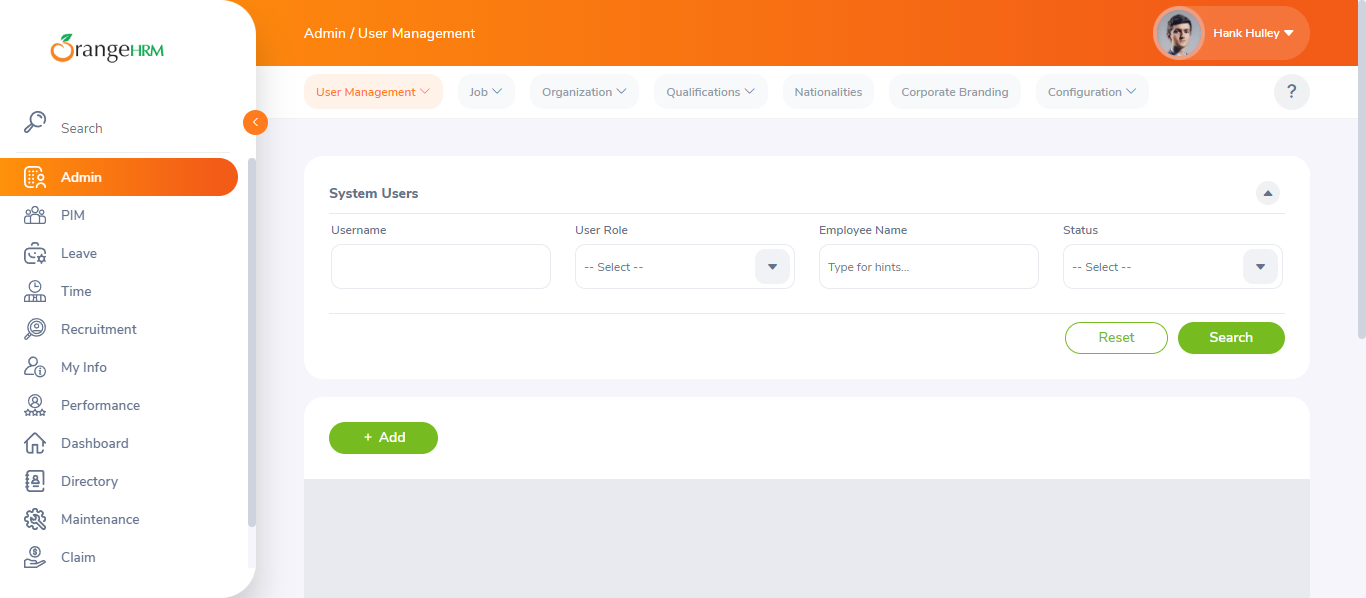 OrangeHRM
Search
Admin
PIM
Leave
Time
Recruitment
My Info
Performance
Dashboard
Directory
Maintenance
Claim
Admin / User Management
Hank Hulley
User Management
Job
Organization
Qualifications
Nationalities
Corporate Branding
Configuration
?
System Users
Username
User Role
Employee Name
Status
-- Select --
Type for hints...
-- Select --
Reset
Search
+ Add